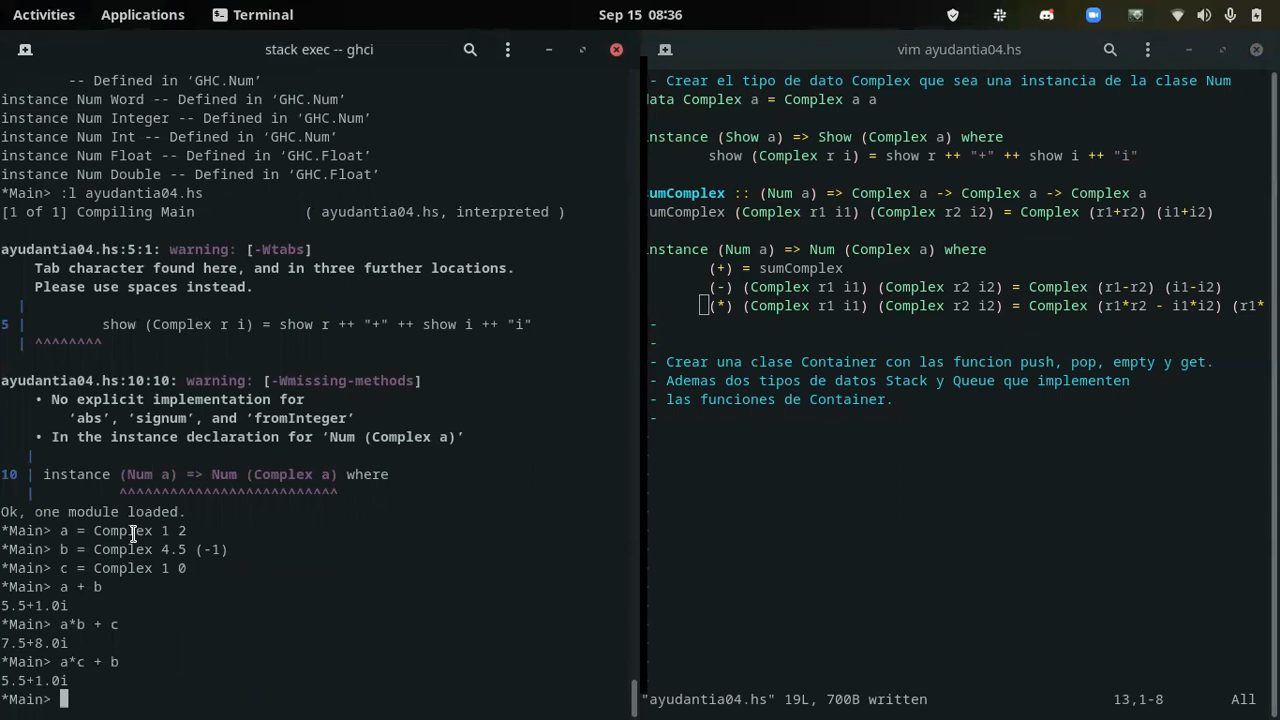 Activities Applications Terminal Sep 15 08:36
stack exec -- ghci
-- Defined in ‘GHC.Num’
instance Num Word -- Defined in ‘GHC.Num’
instance Num Integer -- Defined in ‘GHC.Num’
instance Num Int -- Defined in ‘GHC.Num’
instance Num Float -- Defined in ‘GHC.Float’
instance Num Double -- Defined in ‘GHC.Float’
*Main> :l ayudantia04.hs
[1 of 1] Compiling Main             ( ayudantia04.hs, interpreted )
ayudantia04.hs:5:1: warning: [-Wtabs]
Tab character found here, and in three further locations.
Please use spaces instead.
|
5 |         show (Complex r i) = show r ++ "+" ++ show i ++ "i"
| ^^^^^^^^
ayudantia04.hs:10:10: warning: [-Wmissing-methods]
• No explicit implementation for
‘abs’, ‘signum’, and ‘fromInteger’
• In the instance declaration for ‘Num (Complex a)’
|
10 | instance (Num a) => Num (Complex a) where
|          ^^^^^^^^^^^^^^^^^^^^^^^^^^
Ok, one module loaded.
*Main> a = Complex 1 2
*Main> b = Complex 4.5 (-1)
*Main> c = Complex 1 0
*Main> a + b
5.5+1.0i
*Main> a*b + c
7.5+8.0i
*Main> a*c + b
5.5+1.0i
*Main>
vim ayudantia04.hs
- Crear el tipo de dato Complex que sea una instancia de la clase Num
data Complex a = Complex a a
instance (Show a) => Show (Complex a) where
show (Complex r i) = show r ++ "+" ++ show i ++ "i"
sumComplex :: (Num a) => Complex a -> Complex a -> Complex a
sumComplex (Complex r1 i1) (Complex r2 i2) = Complex (r1+r2) (i1+i2)
instance (Num a) => Num (Complex a) where
(+) = sumComplex
(-) (Complex r1 i1) (Complex r2 i2) = Complex (r1-r2) (i1-i2)
(*) (Complex r1 i1) (Complex r2 i2) = Complex (r1*r2 - i1*i2) (r1*
-
-
- Crear una clase Container con las funcion push, pop, empty y get.
- Ademas dos tipos de datos Stack y Queue que implementen
- las funciones de Container.
-
"ayudantia04.hs" 19L, 700B written 13,1-8 All